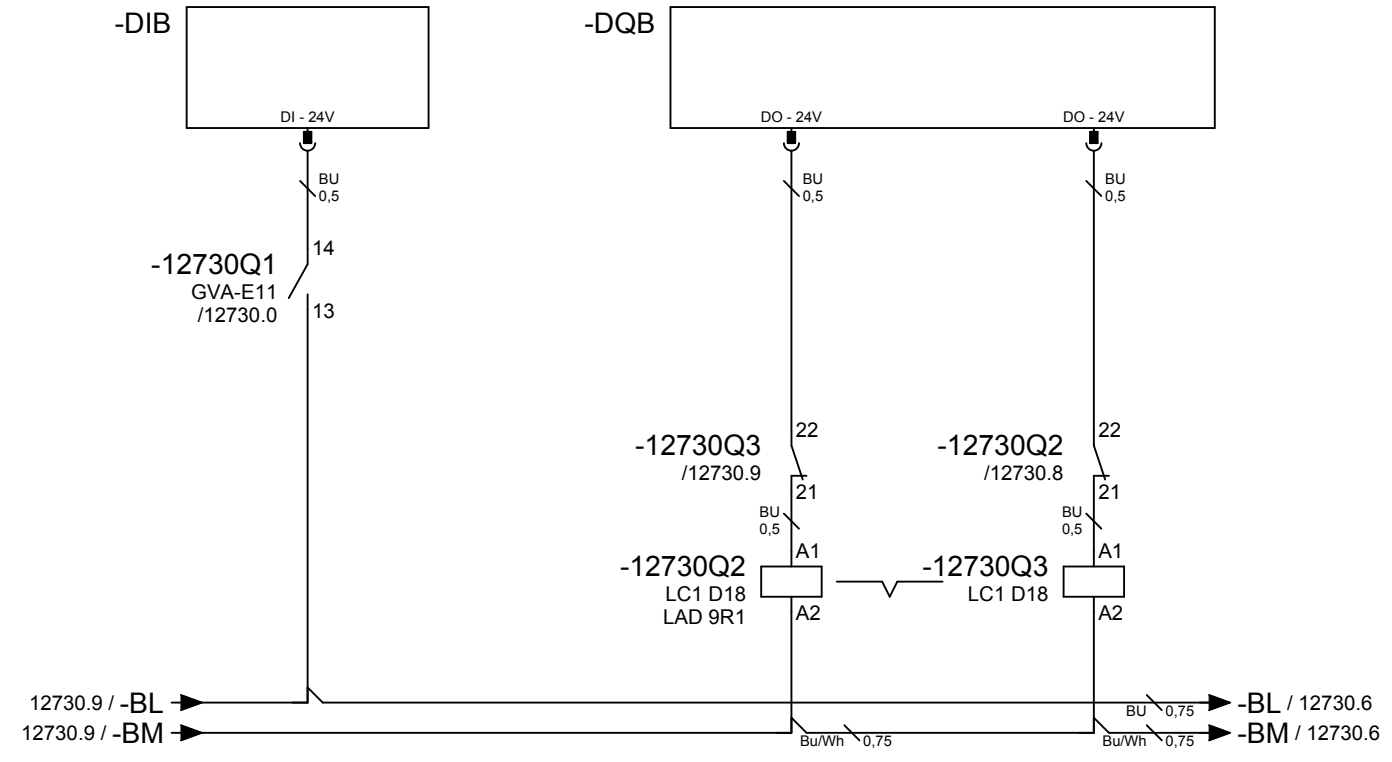 -DIB
DI - 24V
BU
0,5
14
-12730Q1
GVA-E11
/12730.0
13
-DQB
DO - 24V
DO - 24V
BU
0,5
BU
0,5
22
-12730Q3
/12730.9
21
BU
0,5
A1
-12730Q2
LC1 D18
LAD 9R1
A2
22
-12730Q2
/12730.8
21
BU
0,5
A1
-12730Q3
LC1 D18
A2
12730.9 / -BL
BU 0,75
-BL / 12730.6
12730.9 / -BM
Bu/Wh 0,75
Bu/Wh 0,75
-BM / 12730.6